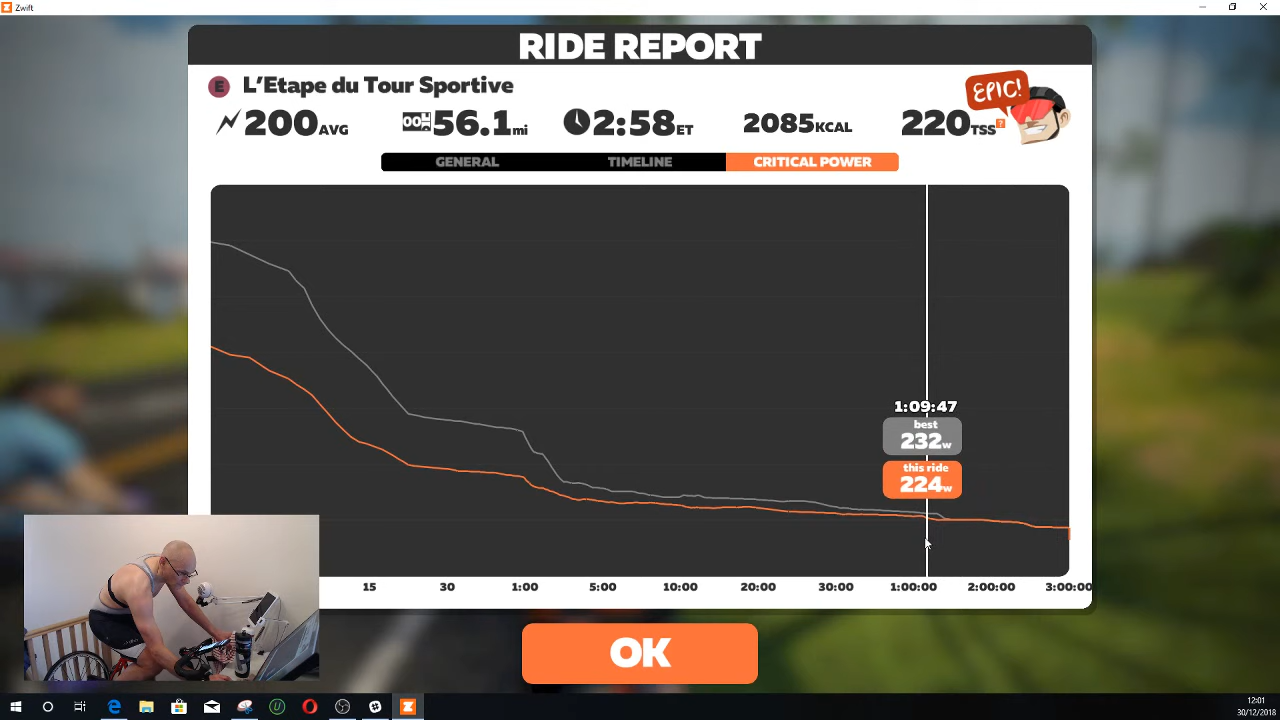 Zwift
RIDE REPORT
E L'Etape du Tour Sportive
EPIC!
200AVG 56.1mi 2:58ET 2085KCAL 220TSS?
GENERAL TIMELINE CRITICAL POWER
1:09:47
best
232w
this ride
224w
15 30 1:00 5:00 10:00 20:00 30:00 1:00:00 2:00:00 3:00:00
OK
12:01
30/12/2018